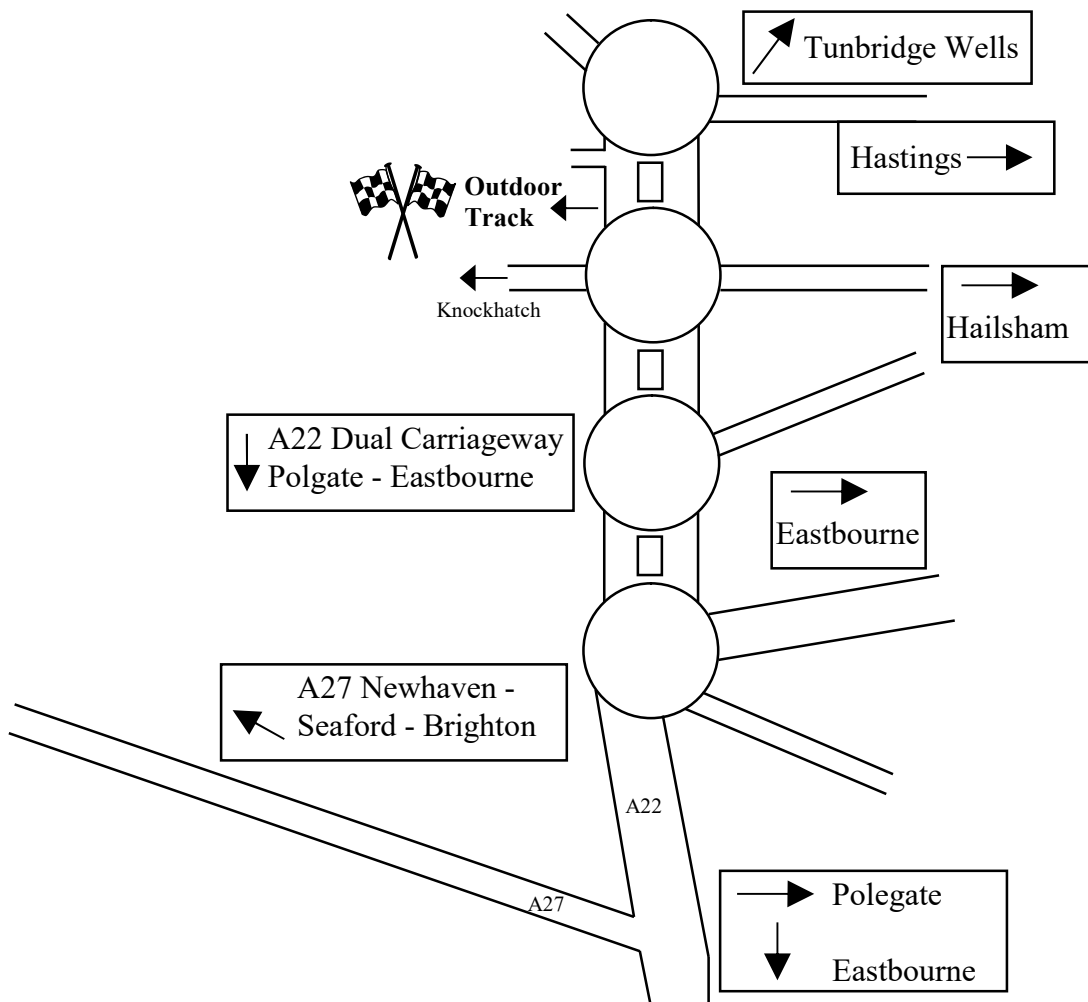 Tunbridge Wells
Hastings
Outdoor
Track
Knockhatch
Hailsham
A22 Dual Carriageway
Polgate - Eastbourne
Eastbourne
A27 Newhaven -
Seaford - Brighton
A22
A27
Polegate
Eastbourne